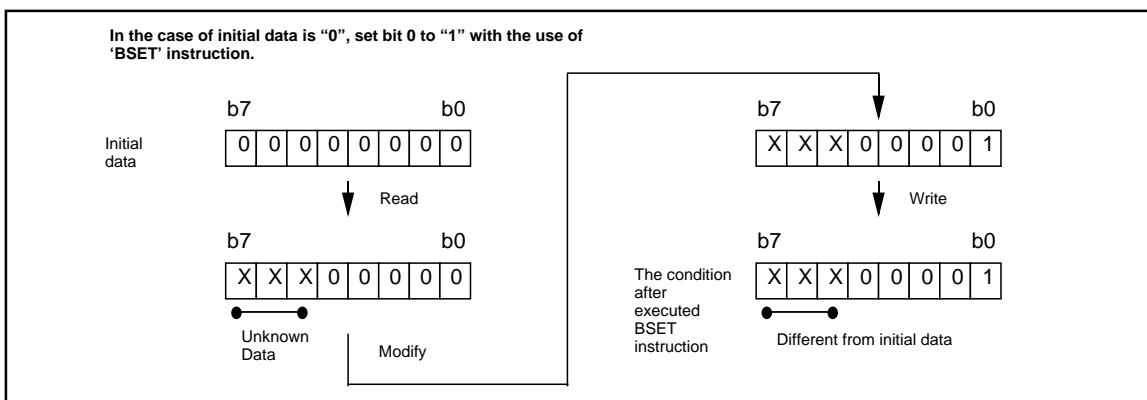 In the case of initial data is “0”, set bit 0 to “1” with the use of
‘BSET’ instruction.
b7 b0
Initial
data
0 0 0 0 0 0 0 0
Read
b7 b0
X X X 0 0 0 0 0
Unknown
Data
Modify
b7 b0
X X X 0 0 0 0 1
Write
b7 b0
The condition
after
executed
BSET
instruction
X X X 0 0 0 0 1
Different from initial data